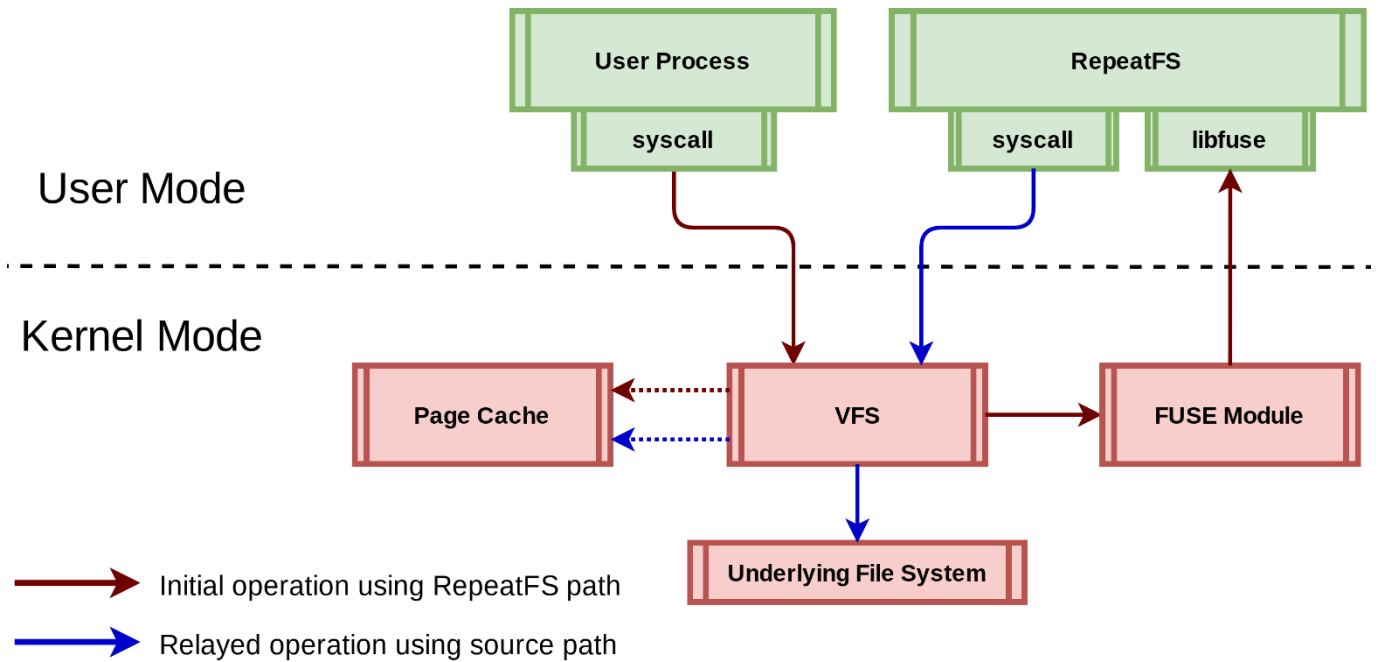 User Process
RepeatFS
syscall
syscall
libfuse
User Mode
Kernel Mode
Page Cache
VFS
FUSE Module
Underlying File System
Initial operation using RepeatFS path
Relayed operation using source path